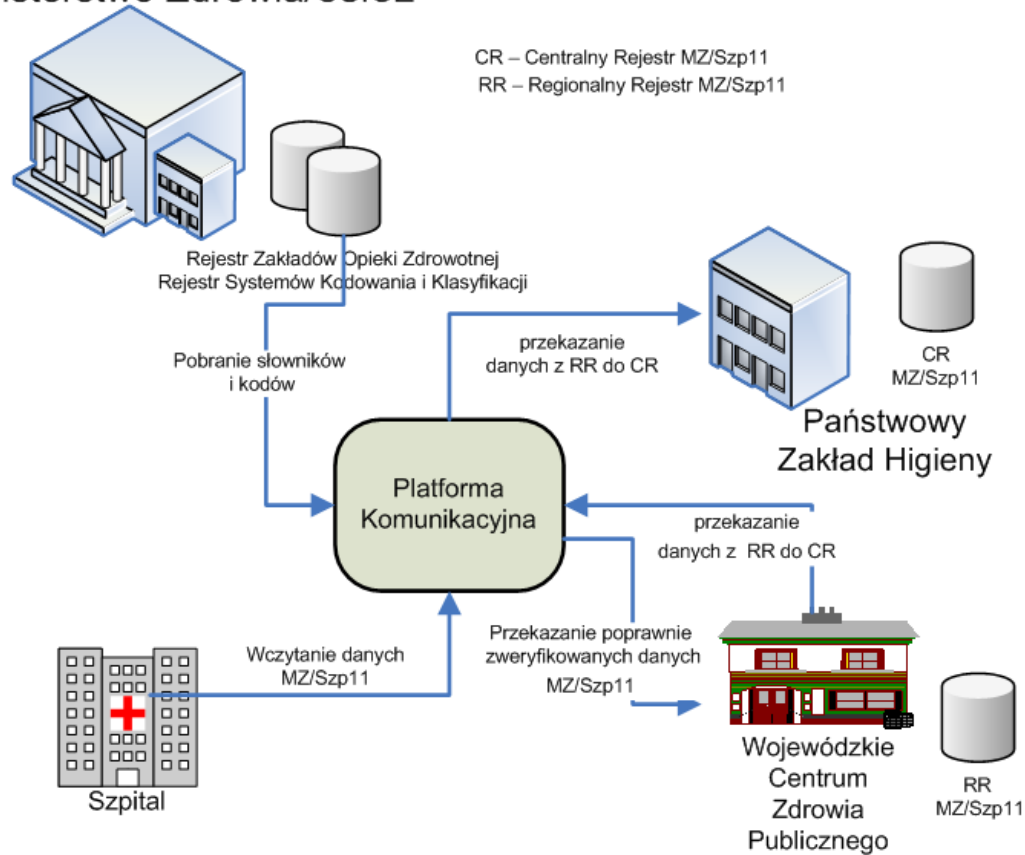 Zdrowia/
CR – Centralny Rejestr MZ/Szp11
RR – Regionalny Rejestr MZ/Szp11
Rejestr Zakładów Opieki Zdrowotnej
Rejestr Systemów Kodowania i Klasyfikacji
Pobranie słowników
i kodów
przekazanie
danych z RR do CR
CR
MZ/Szp11
Państwowy
Zakład Higieny
Platforma
Komunikacyjna
przekazanie
danych z RR do CR
Wczytanie danych
MZ/Szp11
Przekazanie poprawnie
zweryfikowanych danych
MZ/Szp11
Szpital
Wojewódzkie
Centrum
Zdrowia
Publicznego
RR
MZ/Szp11